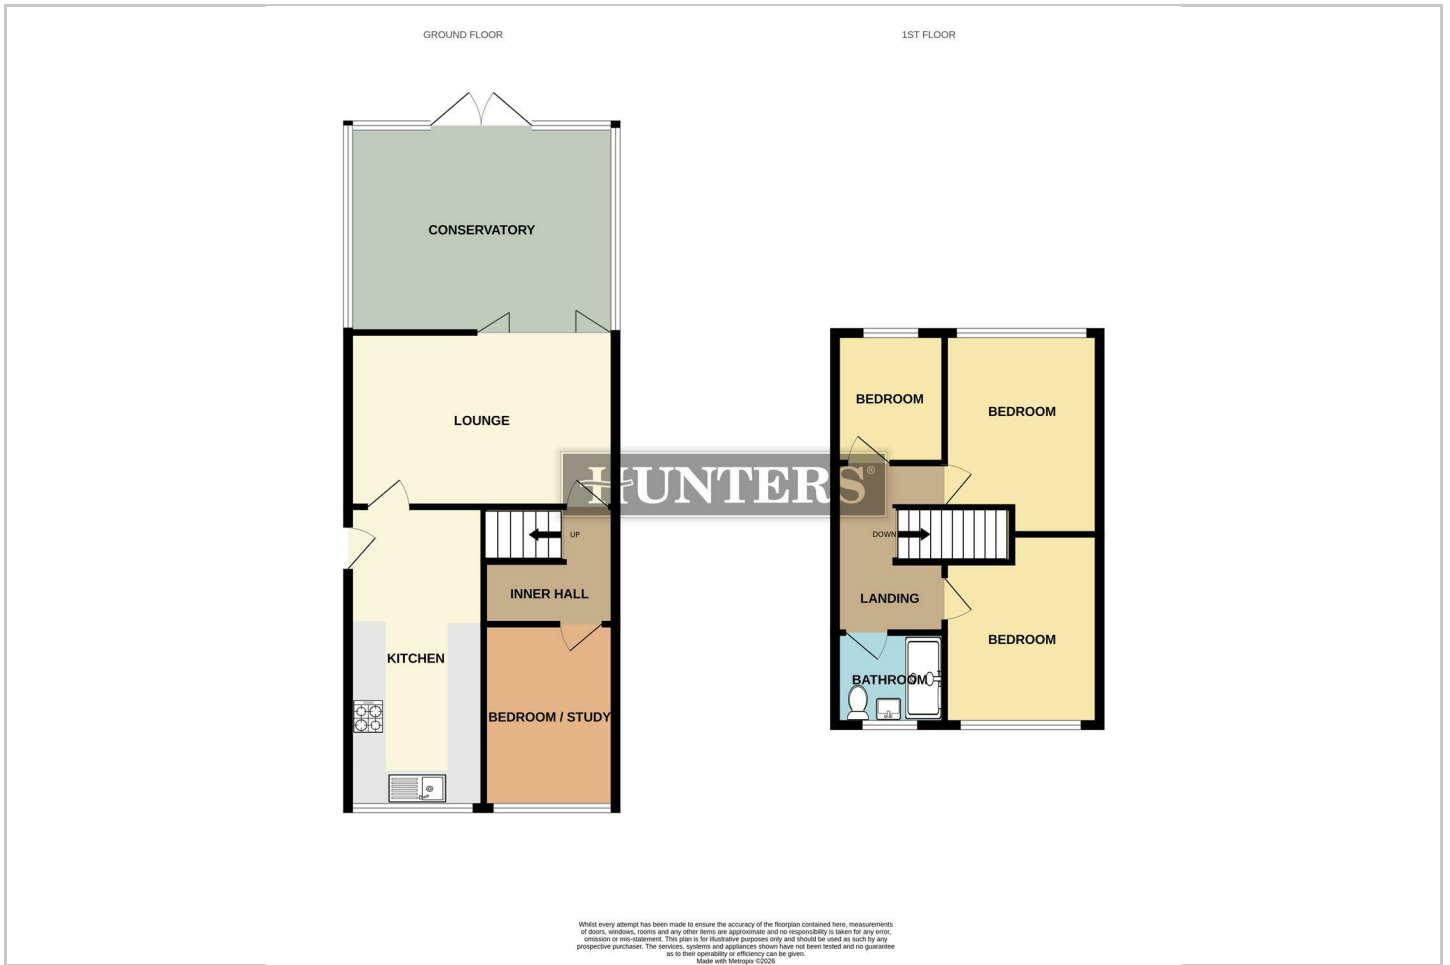 GROUND FLOOR
1ST FLOOR
CONSERVATORY
LOUNGE
BEDROOM
BEDROOM
HUNTERS®
UP
DOWN
INNER HALL
LANDING
KITCHEN
BEDROOM
BATHROOM
BEDROOM / STUDY
Whilst every attempt has been made to ensure the accuracy of the floorplan contained here, measurements
of doors, windows, rooms and any other items are approximate and no responsibility is taken for any error,
omission or mis-statement. This plan is for illustrative purposes only and should be used as such by any
prospective purchaser. The services, systems and appliances shown have not been tested and no guarantee
as to their operability or efficiency can be given.
Made with Metropix ©2026